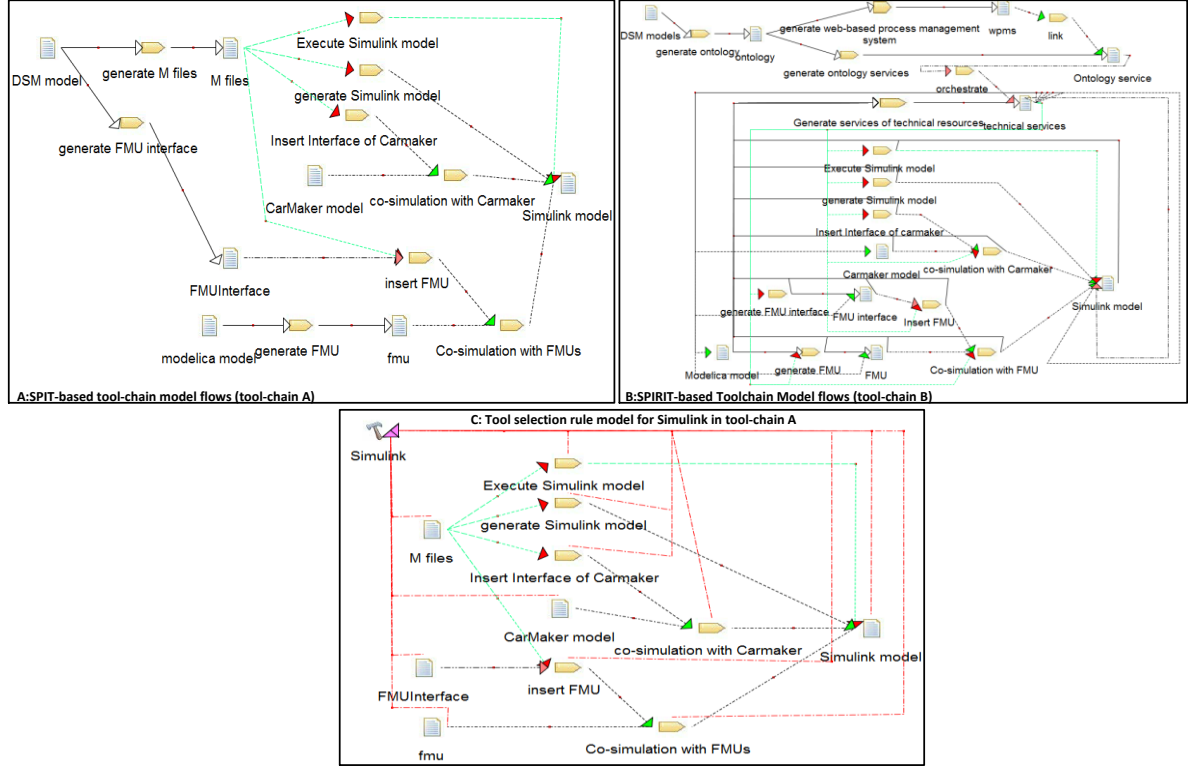 Execute Simulink model
DSM model
generate M files
M files
generate Simulink model
Insert Interface of Carmaker
generate FMU interface
CarMaker model
co-simulation with Carmaker
Simulink model
FMUInterface
insert FMU
modelica model
generate FMU
fmu
Co-simulation with FMUs
A:SPIT-based tool-chain model flows (tool-chain A)
DSM models
generate ontology
ontology
generate web-based process management
system
wpms
link
generate ontology services
Ontology service
orchestrate
Generate services of technical resources
technical services
Execute Simulink model
generate Simulink model
Insert Interface of carmaker
Carmaker model
co-simulation with Carmaker
Simulink model
generate FMU interface
FMU interface
Insert FMU
Modelica model
generate FMU
FMU
Co-simulation with FMU
B:SPIRIT-based Toolchain Model flows (tool-chain B)
C: Tool selection rule model for Simulink in tool-chain A
Simulink
Execute Simulink model
generate Simulink model
M files
Insert Interface of Carmaker
CarMaker model
co-simulation with Carmaker
Simulink model
FMUInterface
insert FMU
fmu
Co-simulation with FMUs